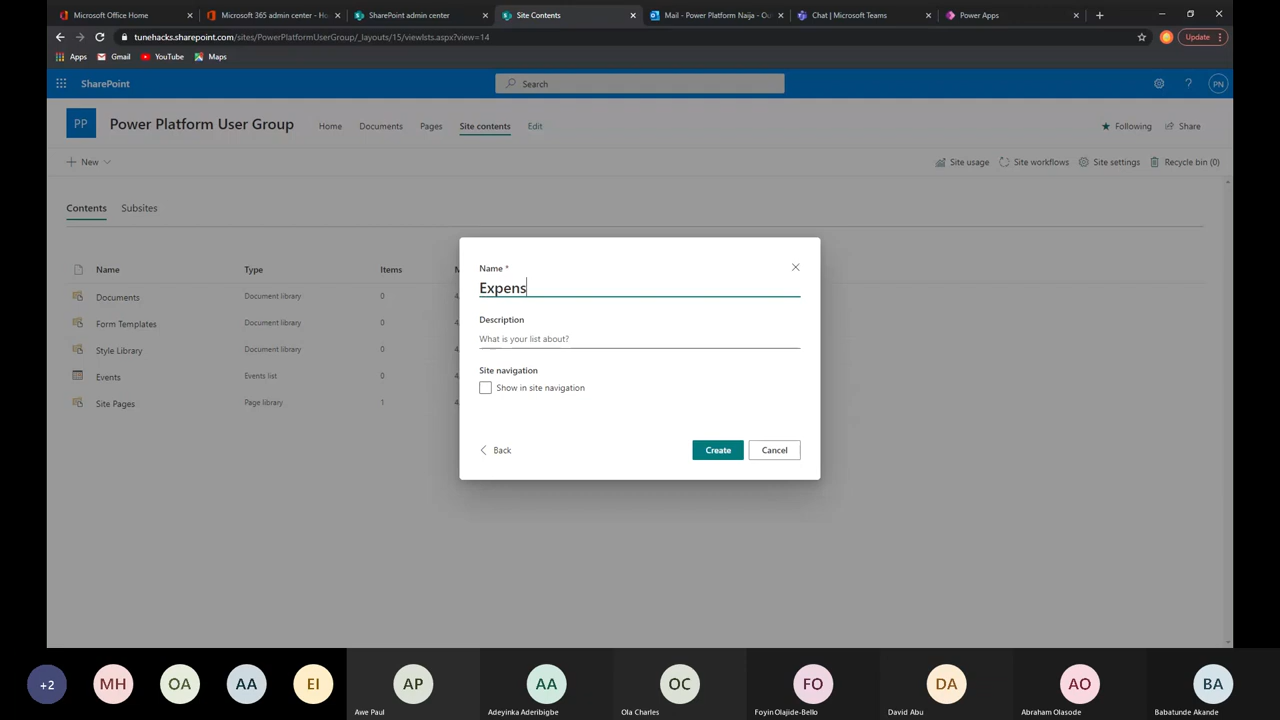 Microsoft Office Home
Microsoft 365 admin center - Ho
SharePoint admin center
Site Contents
Mail - Power Platform Naija - Ou
Chat | Microsoft Teams
Power Apps
tunehacks.sharepoint.com/sites/PowerPlatformUserGroup/_layouts/15/viewlsts.aspx?view=14
Update
Apps
Gmail
YouTube
Maps
SharePoint
Search
PN
PP
Power Platform User Group
Home
Documents
Pages
Site contents
Edit
Following
Share
New
Site usage
Site workflows
Site settings
Recycle bin (0)
Contents
Subsites
Name
Type
Items
M
Documents
Document library
0
4
Form Templates
Document library
0
4
Style Library
Document library
0
4
Events
Events list
0
4
Site Pages
Page library
1
4
Name *
Expens
Description
What is your list about?
Site navigation
Show in site navigation
Back
Create
Cancel
+2
MH
OA
AA
EI
AP
Awe Paul
AA
Adeyinka Aderibigbe
OC
Ola Charles
FO
Foyin Olajide-Bello
DA
David Abu
AO
Abraham Olasode
BA
Babatunde Akande